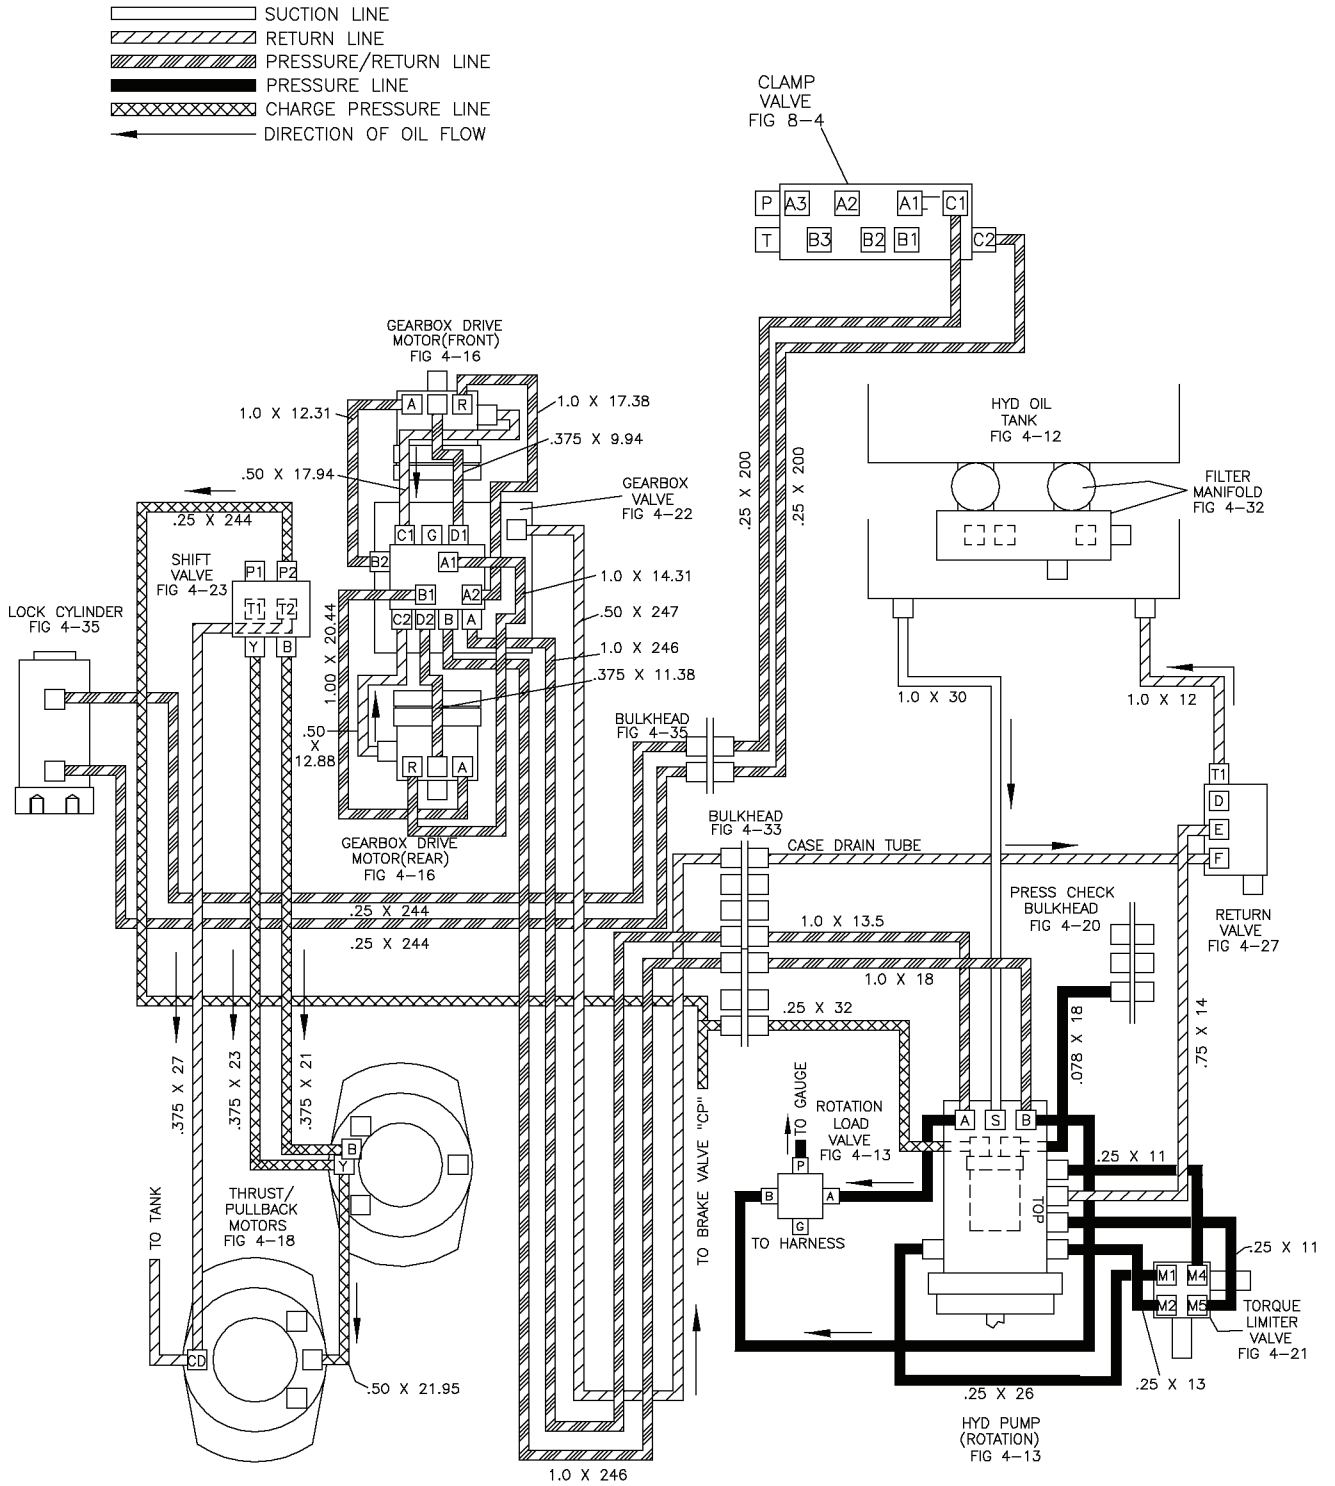 SUCTION LINE
RETURN LINE
PRESSURE/RETURN LINE
PRESSURE LINE
CHARGE PRESSURE LINE
DIRECTION OF OIL FLOW
CLAMP
VALVE
FIG 8-4
P
A3
A2
A1
C1
T
B3
B2
B1
C2
GEARBOX DRIVE
MOTOR(FRONT)
FIG 4-16
A
R
1.0 X 12.31
1.0 X 17.38
.375 X 9.94
.50 X 17.94
HYD OIL
TANK
FIG 4-12
FILTER
MANIFOLD
FIG 4-32
GEARBOX
VALVE
FIG 4-22
.25 X 200
.25 X 200
.25 X 244
SHIFT
VALVE
FIG 4-23
P1
P2
T1
T2
Y
B
C1
G
D1
B2
A1
B1
A2
C2
D2
B
A
1.0 X 14.31
.50 X 247
1.0 X 246
.375 X 11.38
LOCK CYLINDER
FIG 4-35
1.00 X 20.44
.50
X
12.88
R
A
GEARBOX DRIVE
MOTOR(REAR)
FIG 4-16
BULKHEAD
FIG 4-35
1.0 X 30
1.0 X 12
T1
D
E
F
BULKHEAD
FIG 4-33
CASE DRAIN TUBE
.25 X 244
.25 X 244
PRESS CHECK
BULKHEAD
FIG 4-20
RETURN
VALVE
FIG 4-27
1.0 X 13.5
1.0 X 18
.25 X 32
.078 X 18
.75 X 14
.375 X 27
.375 X 23
.375 X 21
TO GAUGE
ROTATION
LOAD
VALVE
FIG 4-13
A
S
B
P
B
A
G
TO HARNESS
TOP
.25 X 11
B
Y
THRUST/
PULLBACK
MOTORS
FIG 4-18
TO TANK
TO BRAKE VALVE "CP"
.25 X 11
M1
M4
M2
M5
TORQUE
LIMITER
VALVE
FIG 4-21
CD
.50 X 21.95
.25 X 13
.25 X 26
HYD PUMP
(ROTATION)
FIG 4-13
1.0 X 246